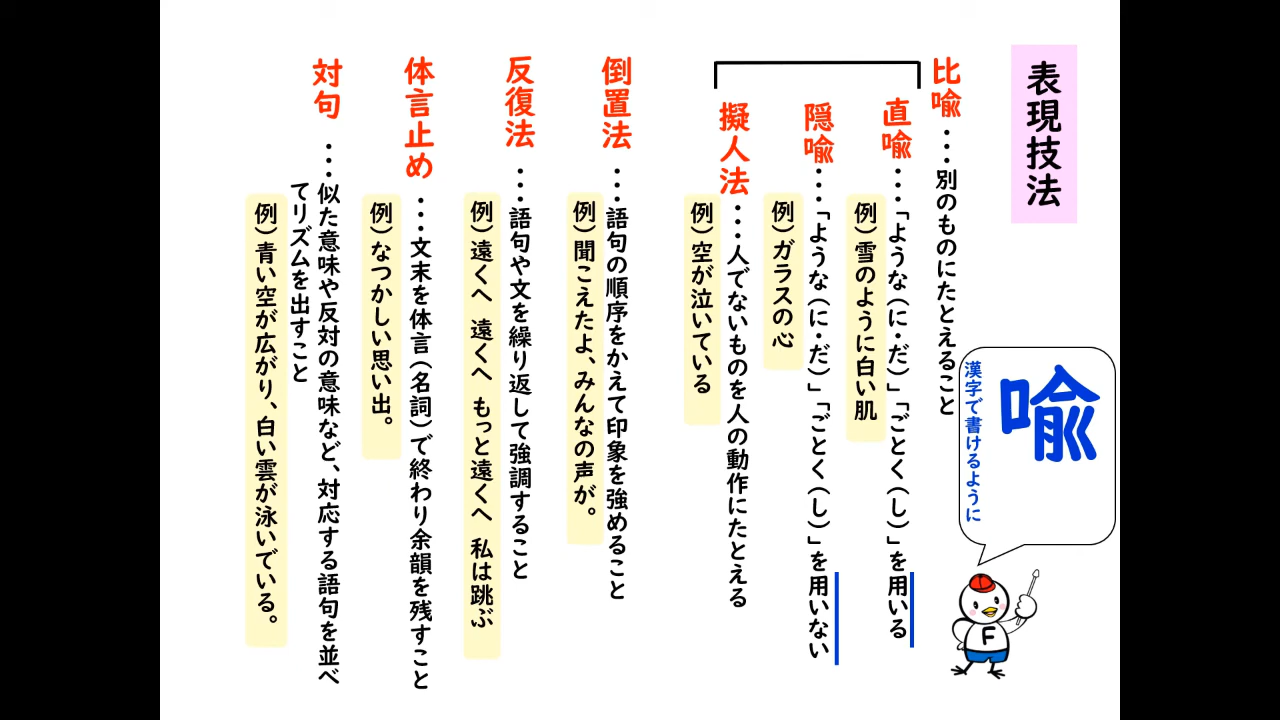 表現技法
比喩・・・別のものにたとえること
直喩・・・「ような(に・だ)」「ごとく(し)」を用いる
例)雪のように白い肌
隠喩・・・「ような(に・だ)」「ごとく(し)」を用いない
例)ガラスの心
擬人法・・・人でないものを人の動作にたとえる
例)空が泣いている
倒置法・・・語句の順序をかえて印象を強めること
例)聞こえたよ、みんなの声が。
反復法・・・語句や文を繰り返して強調すること
例)遠くへ 遠くへ もっと遠くへ 私は跳ぶ
体言止め・・・文末を体言(名詞)で終わり余韻を残すこと
例)なつかしい思い出。
対句・・・似た意味や反対の意味など、対応する語句を並べ
てリズムを出すこと
例)青い空が広がり、白い雲が泳いでいる。
喩
漢字で書けるように
F